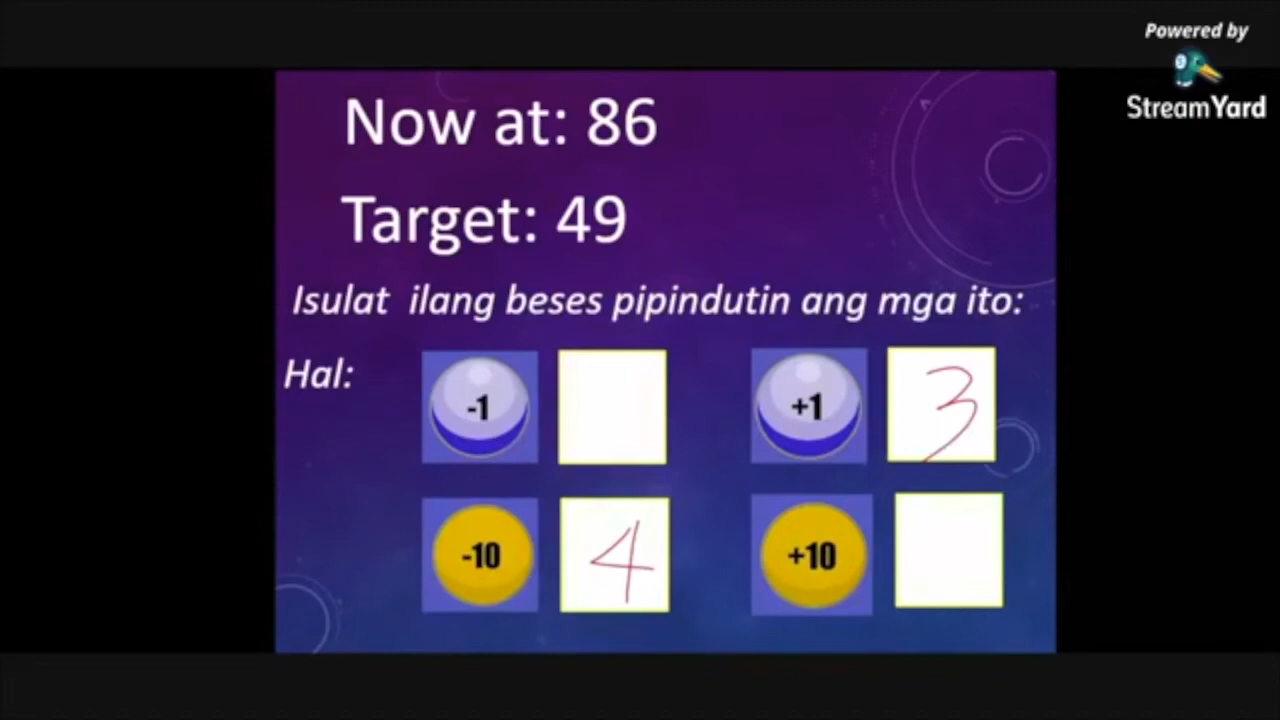 Powered by
StreamYard
Now at: 86
Target: 49
Isulat ilang beses pipindutin ang mga ito:
Hal:
-1
+1 3
-10 4
+10